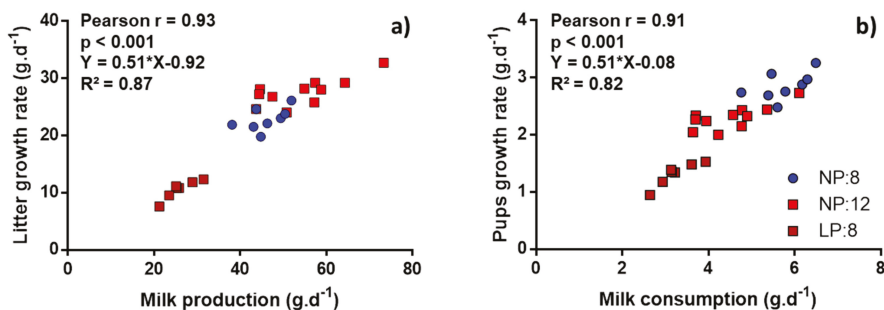 a)
Pearson r = 0.93
p < 0.001
Y = 0.51*X-0.92
R² = 0.87
Litter growth rate (g.d⁻¹)
40
30
20
10
0
0 20 40 60 80
Milk production (g.d⁻¹)
b)
Pearson r = 0.91
p < 0.001
Y = 0.51*X-0.08
R² = 0.82
Pups growth rate (g.d⁻¹)
4
3
2
1
0
0 2 4 6 8
Milk consumption (g.d⁻¹)
NP:8
NP:12
LP:8